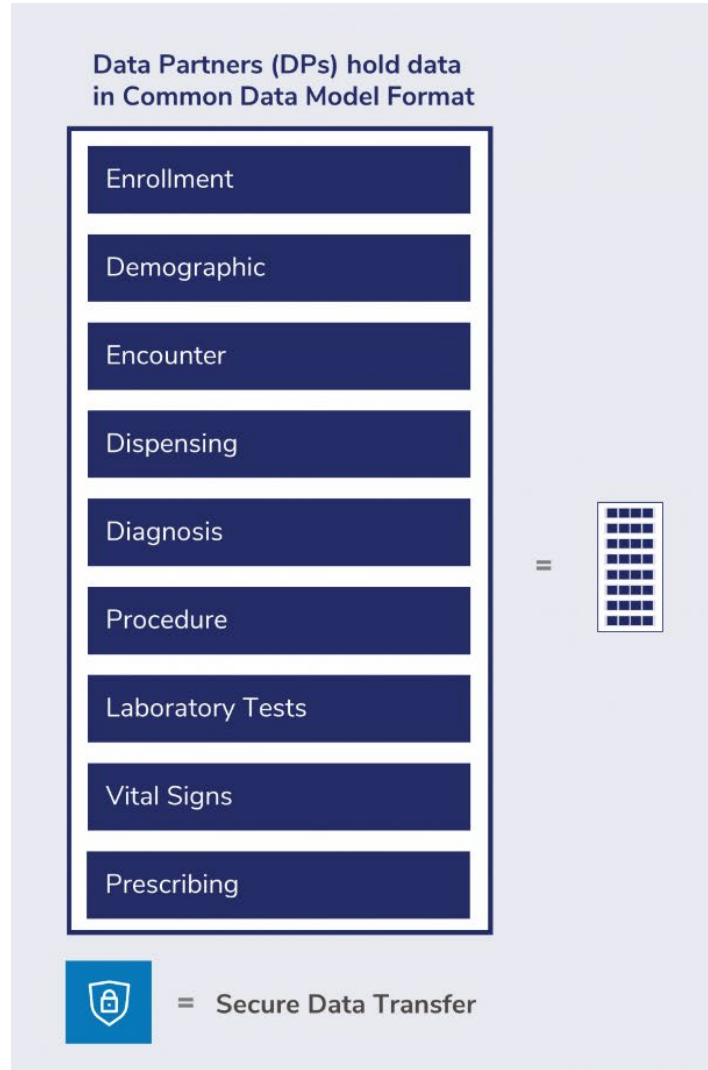 Data Partners (DPs) hold data
in Common Data Model Format
Enrollment
Demographic
Encounter
Dispensing
Diagnosis
=
Procedure
Laboratory Tests
Vital Signs
Prescribing
= Secure Data Transfer